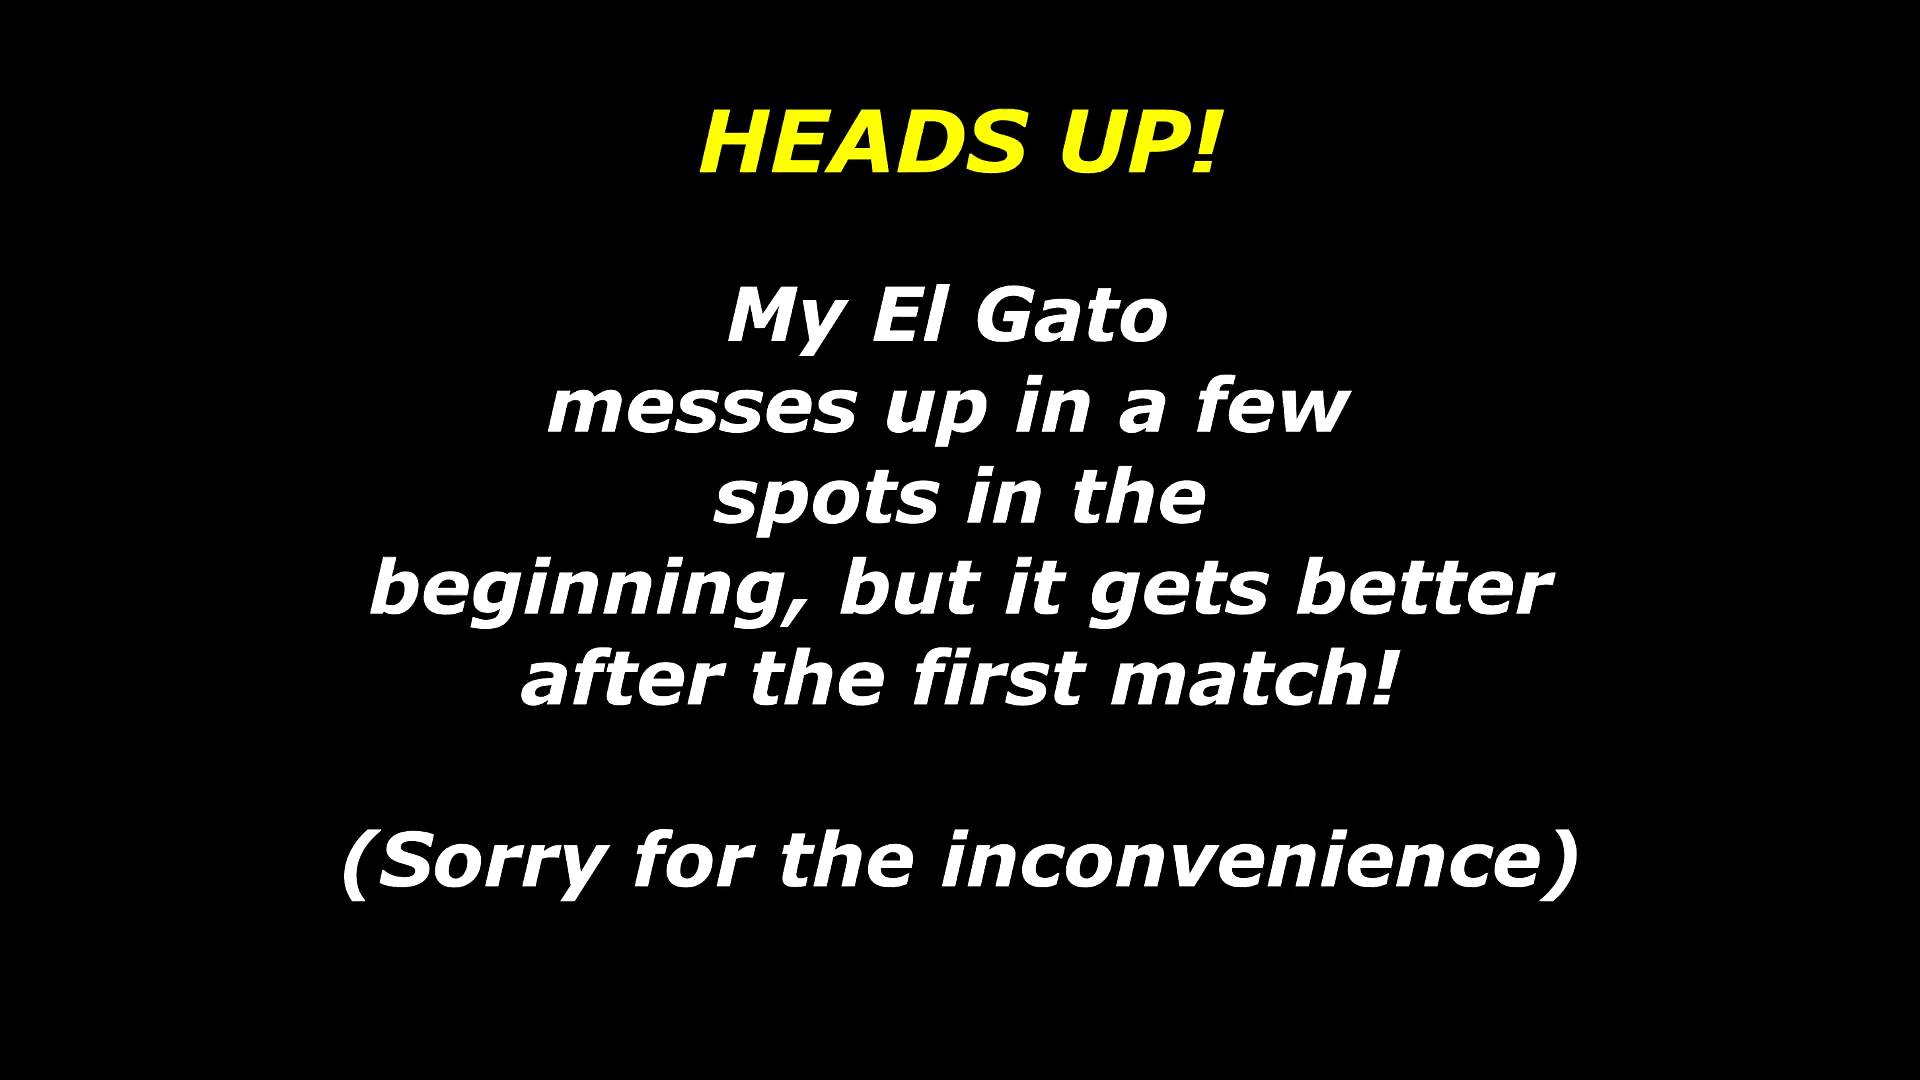 HEADS UP!
My El Gato
messes up in a few
spots in the
beginning, but it gets better
after the first match!
(Sorry for the inconvenience)